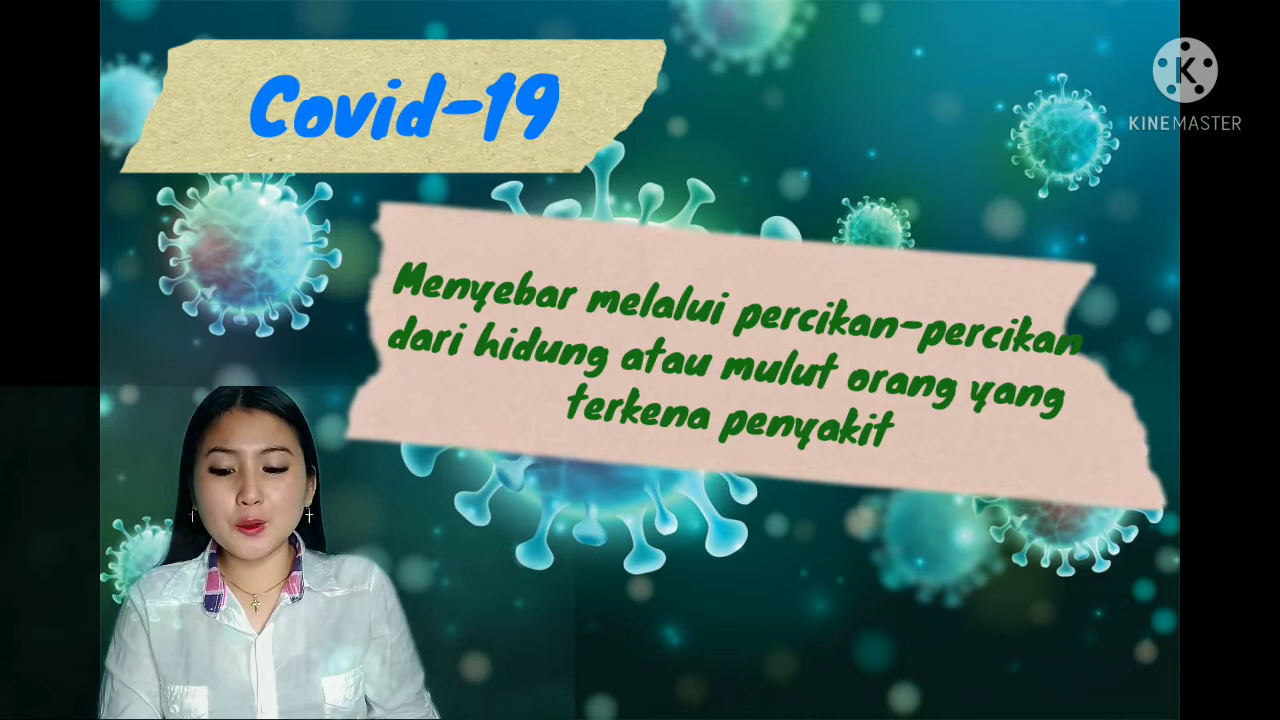 Covid-19
K
KINEMASTER
Menyebar melalui percikan-percikan
dari hidung atau mulut orang yang
terkena penyakit